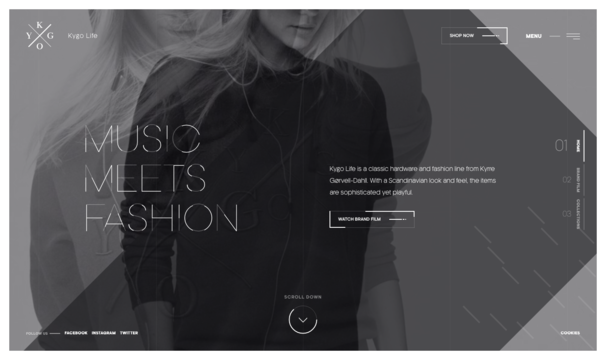 K
Y G
O
Kygo Life
SHOP NOW
MENU
MUSIC
MEETS
FASHION
Kygo Life is a classic hardware and fashion line from Kyrre
Gørvell-Dahll. With a Scandinavian look and feel, the items
are sophisticated yet playful.
WATCH BRAND FILM
01
HOME
02
BRAND FILM
03
COLLECTIONS
SCROLL DOWN
FOLLOW US
FACEBOOK INSTAGRAM TWITTER
COOKIES